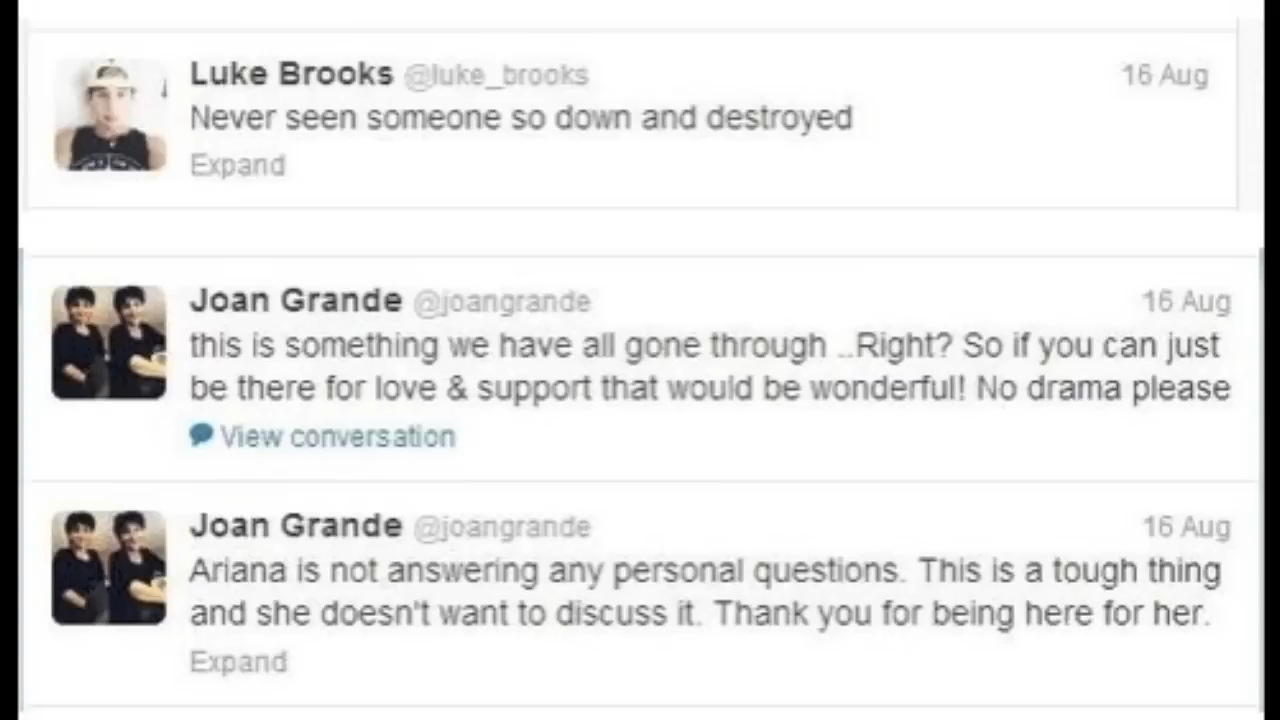 Luke Brooks @luke_brooks 16 Aug
Never seen someone so down and destroyed
Expand
Joan Grande @joangrande 16 Aug
this is something we have all gone through ..Right? So if you can just
be there for love & support that would be wonderful! No drama please
View conversation
Joan Grande @joangrande 16 Aug
Ariana is not answering any personal questions. This is a tough thing
and she doesn't want to discuss it. Thank you for being here for her.
Expand